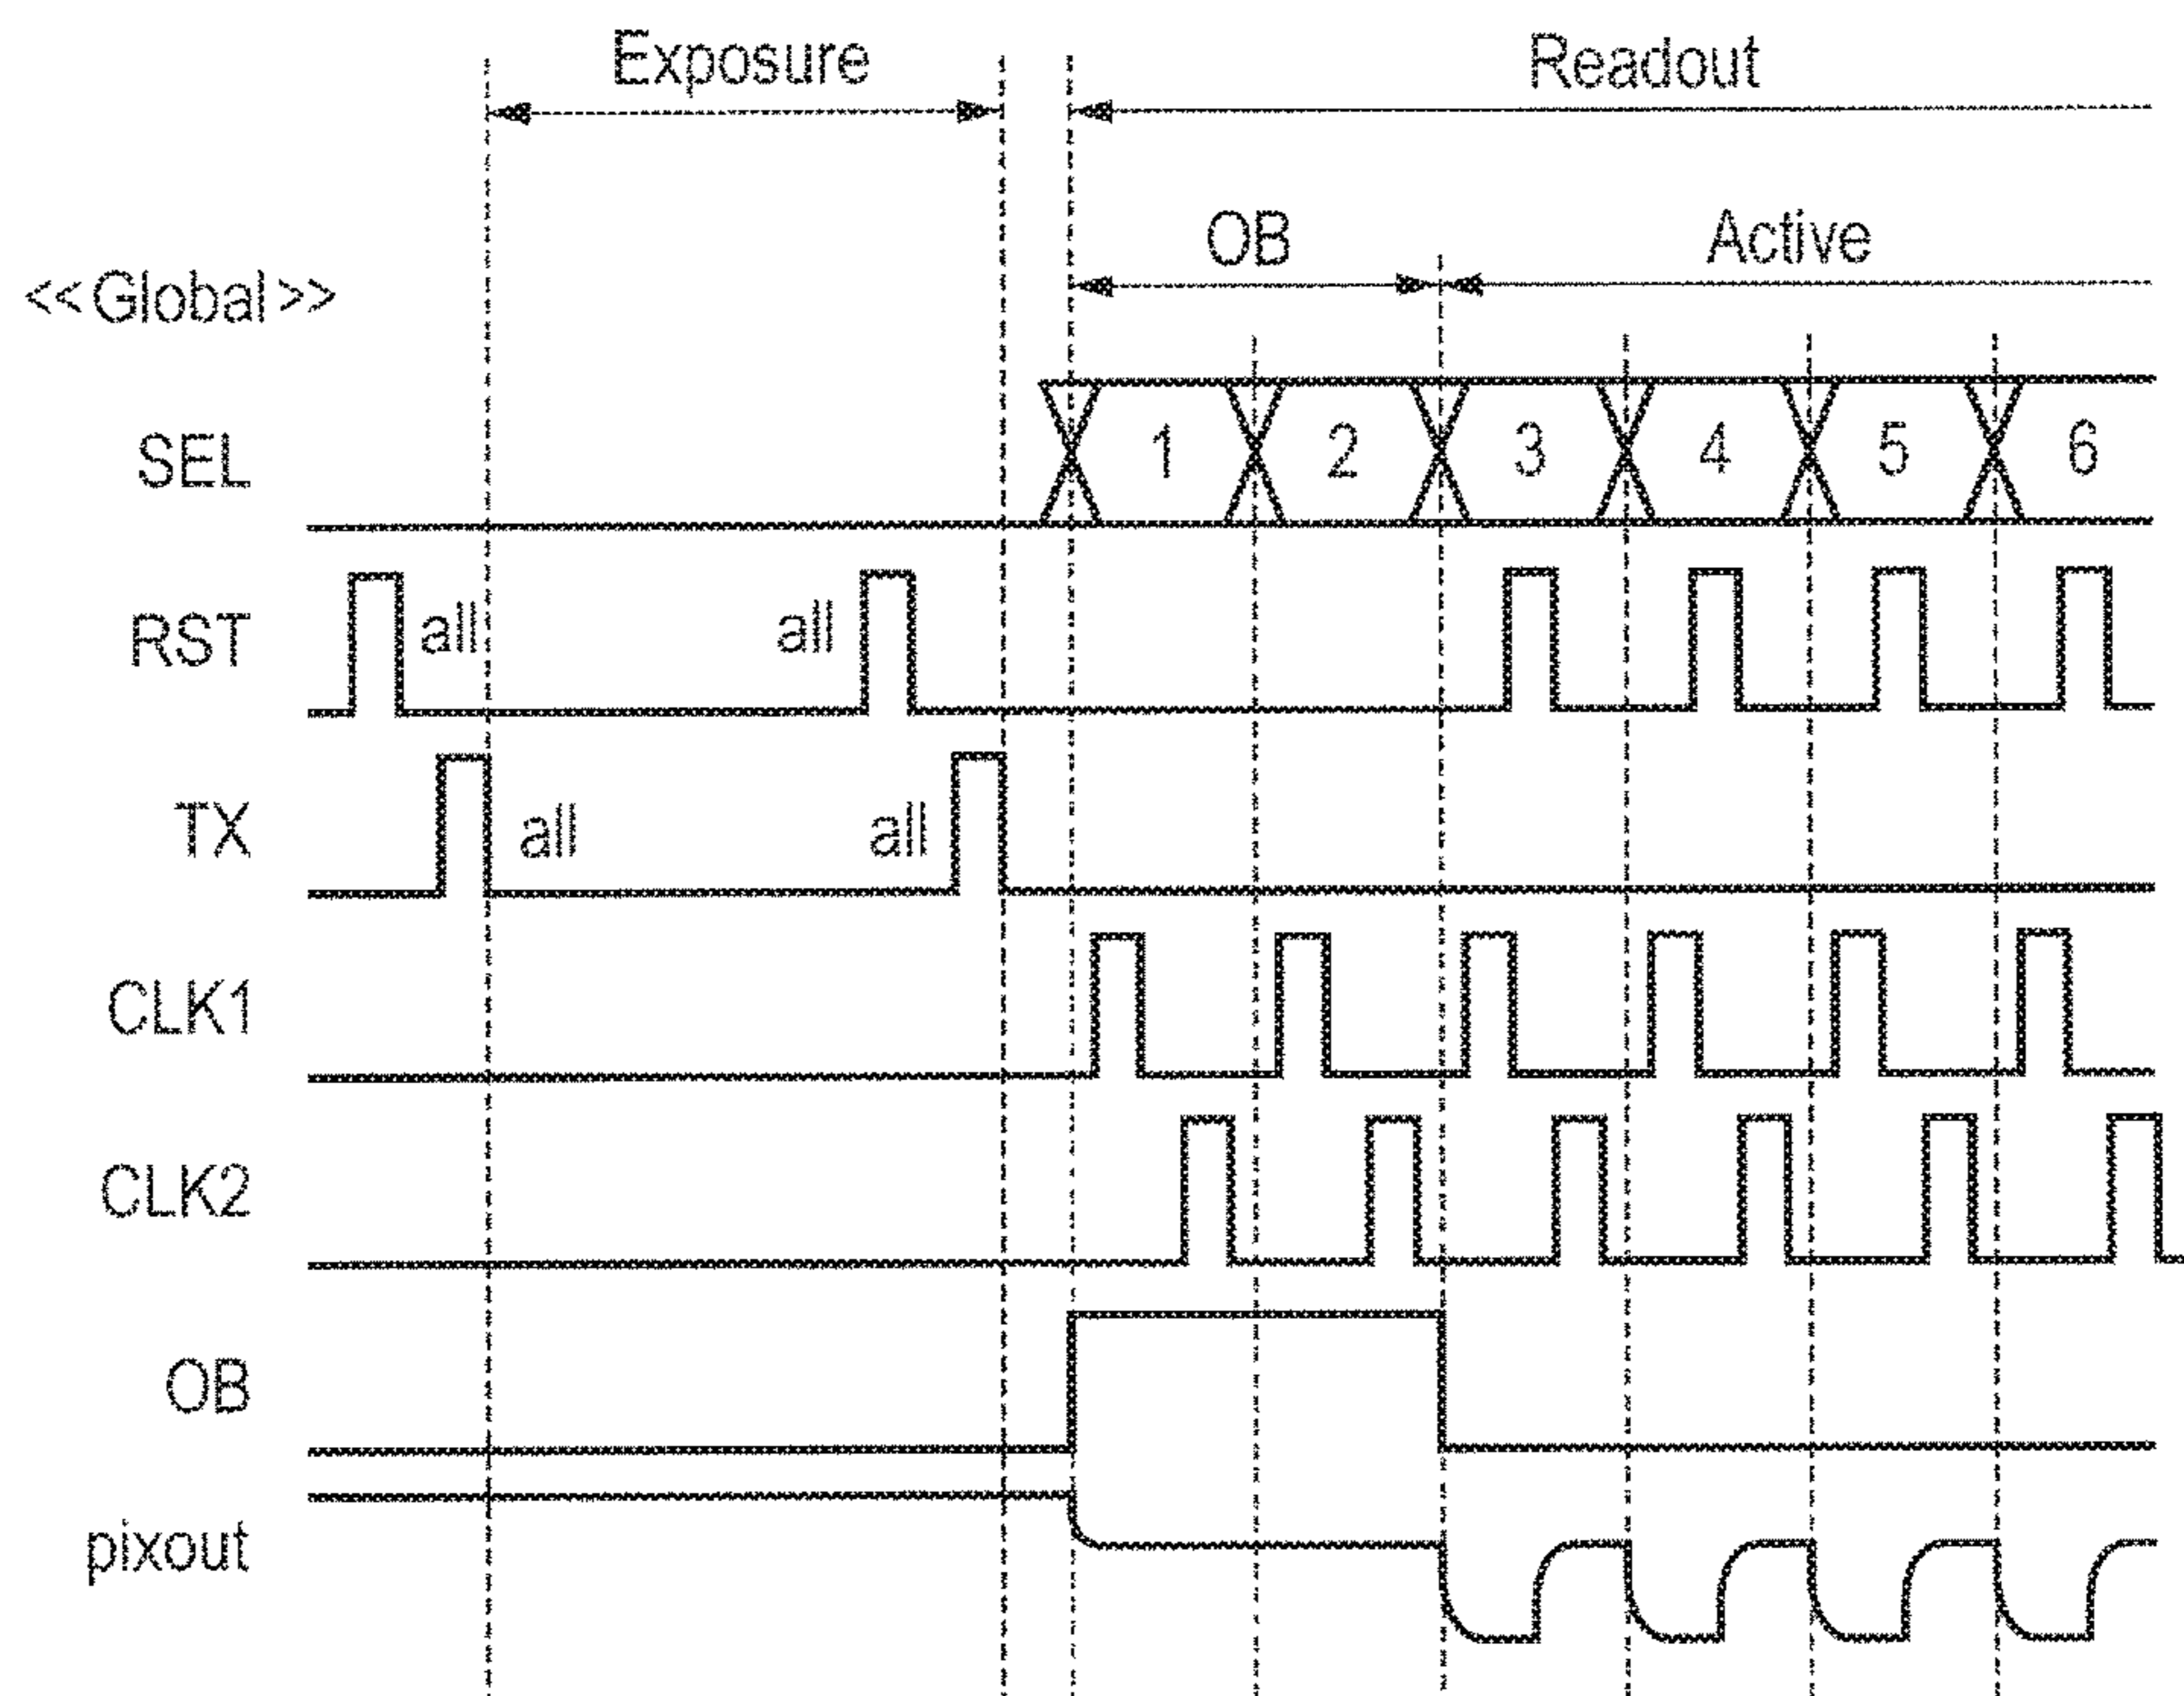 Exposure Readout
OB Active
<<Global>>
SEL 1 2 3 4 5 6
RST all all
TX all all
CLK1
CLK2
OB
pixout